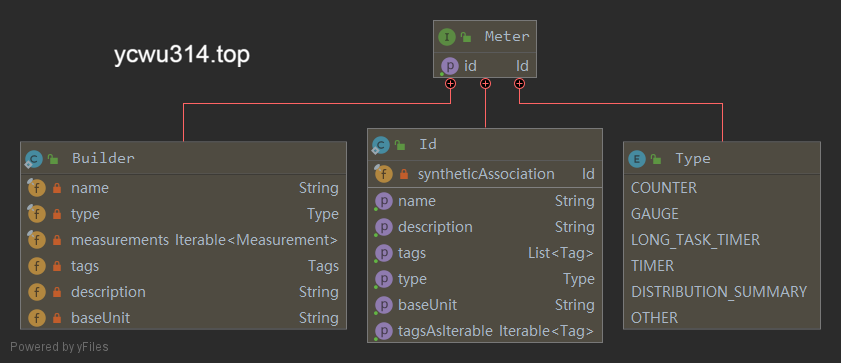 ycwu314.top
I Meter
p id Id
C Builder
f name String
f type Type
f measurements Iterable<Measurement>
f tags Tags
f description String
f baseUnit String
C Id
f syntheticAssociation Id
p name String
p description String
p tags List<Tag>
p type Type
p baseUnit String
p tagsAsIterable Iterable<Tag>
E Type
COUNTER
GAUGE
LONG_TASK_TIMER
TIMER
DISTRIBUTION_SUMMARY
OTHER
Powered by yFiles